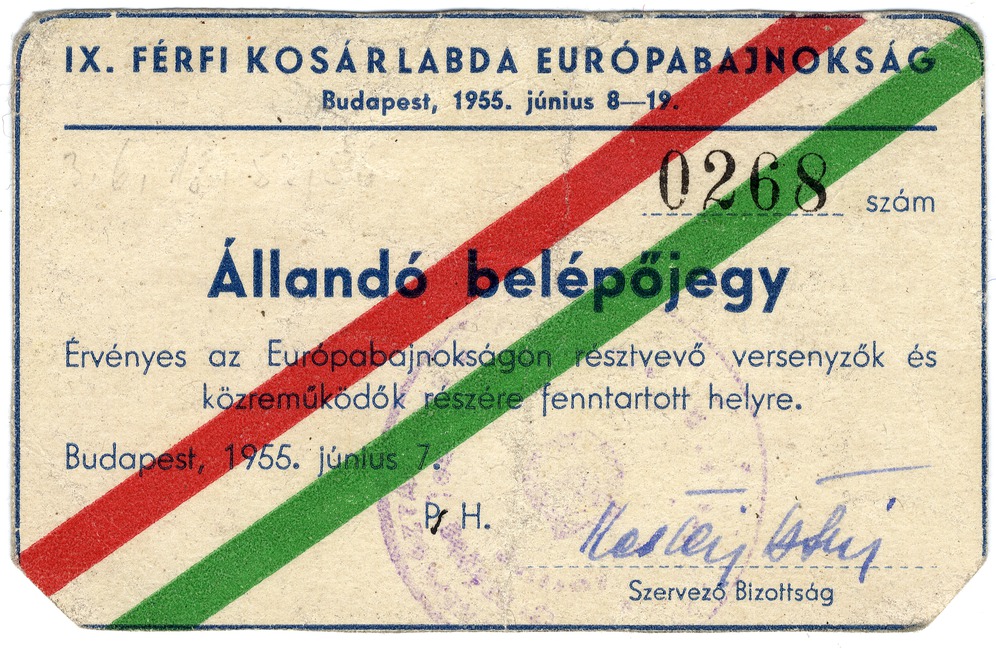 IX. FÉRFI KOSÁRLABDA EURÓPABAJNOKSÁG
Budapest, 1955. június 8—19.
0268 szám
Állandó belépőjegy
Érvényes az Európabajnokságon résztvevő versenyzők és
közreműködők részére fenntartott helyre.
Budapest, 1955. június 7.
P. H.
Szervező Bizottság